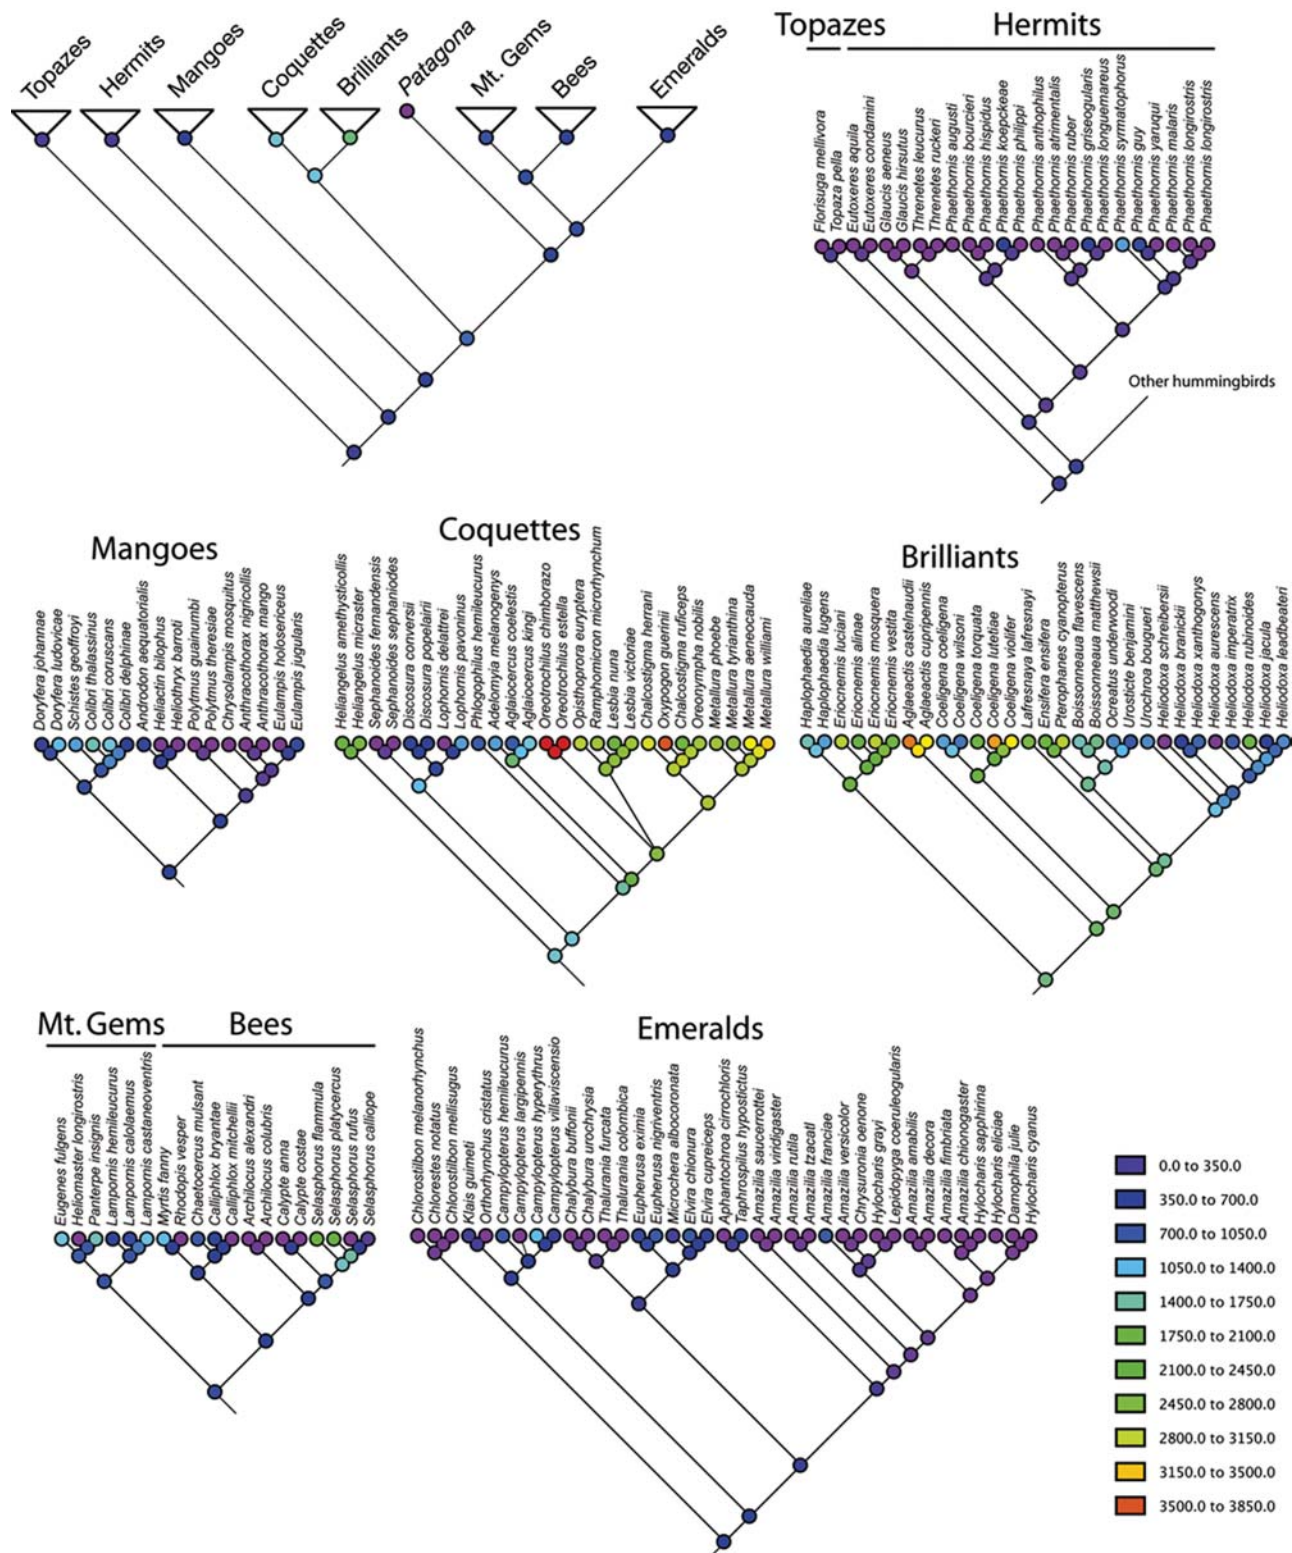 Topazes
Hermits
Mangoes
Coquettes
Brilliants
Patagona
Mt. Gems
Bees
Emeralds
Topazes
Hermits
Florisuga mellivora
Topaza pella
Eutoxeres aquila
Eutoxeres condamini
Glaucis aeneus
Glaucis hirsutus
Threnetes leucurus
Threnetes ruckeri
Phaethornis augusti
Phaethornis bourcieri
Phaethornis hispidus
Phaethornis koepckeae
Phaethornis philippi
Phaethornis anthophilus
Phaethornis atrimentalis
Phaethornis ruber
Phaethornis griseogularis
Phaethornis longuemareus
Phaethornis syrmatophorus
Phaethornis guy
Phaethornis yaruqui
Phaethornis malaris
Phaethornis longirostris
Phaethornis longirostris
Other hummingbirds
Mangoes
Doryfera johannae
Doryfera ludovicae
Schistes geoffroyi
Colibri thalassinus
Colibri coruscans
Colibri delphinae
Androdon aequatorialis
Heliactin bilophus
Heliothryx barroti
Polytmus guainumbi
Polytmus theresiae
Chrysolampis mosquitus
Anthracothorax nigricollis
Anthracothorax mango
Eulampis holosericeus
Eulampis jugularis
Coquettes
Heliangelus amethysticollis
Heliangelus micraster
Sephanoides fernandensis
Sephanoides sephaniodes
Discosura conversii
Discosura popelairii
Lophornis delattrei
Lophornis pavoninus
Phlogophilus hemileucurus
Adelomyia melanogenys
Aglaiocercus coelestis
Aglaiocercus kingi
Oreotrochilus chimborazo
Oreotrochilus estella
Opisthoprora euryptera
Ramphomicron microrhynchum
Lesbia nuna
Lesbia victoriae
Chalcostigma herrani
Oxypogon guerinii
Chalcostigma ruficeps
Oreonympha nobilis
Metallura phoebe
Metallura tyrianthina
Metallura aeneocauda
Metallura williami
Brilliants
Haplophaedia aureliae
Haplophaedia lugens
Eriocnemis luciani
Eriocnemis alinae
Eriocnemis mosquera
Eriocnemis vestita
Aglaeactis castelnaudii
Aglaeactis cupripennis
Coeligena coeligena
Coeligena wilsoni
Coeligena torquata
Coeligena lutetiae
Coeligena violifer
Lafresnaya lafresnayi
Ensifera ensifera
Pterophanes cyanopterus
Boissonneaua flavescens
Boissonneaua matthewsii
Ocreatus underwoodi
Urosticte benjamini
Urochroa bougueri
Heliodoxa schreibersii
Heliodoxa branickii
Heliodoxa xanthogonys
Heliodoxa aurescens
Heliodoxa imperatrix
Heliodoxa rubinoides
Heliodoxa jacula
Heliodoxa leadbeateri
Mt. Gems
Bees
Eugenes fulgens
Heliomaster longirostris
Panterpe insignis
Lampornis hemileucurus
Lampornis calolaemus
Lampornis castaneoventris
Myrtis fanny
Rhodopis vesper
Chaetocercus mulsant
Calliphlox bryantae
Calliphlox mitchellii
Archilocus alexandri
Archilocus colubris
Calypte anna
Calypte costae
Selasphorus flammula
Selasphorus platycercus
Selasphorus rufus
Selasphorus calliope
Emeralds
Chlorostilbon melanorhynchus
Chlorestes notatus
Chlorostilbon mellisugus
Klais guimeti
Orthorhynchus cristatus
Campylopterus hemileucurus
Campylopterus largipennis
Campylopterus hyperythrus
Campylopterus villaviscensio
Chalybura buffonii
Chalybura urochrysia
Thalurania furcata
Thalurania colombica
Eupherusa eximia
Eupherusa nigriventris
Microchera albocoronata
Elvira chionura
Elvira cupreiceps
Aphantochroa cirrochloris
Taphrospilus hypostictus
Amazilia saucerrottei
Amazilia viridigaster
Amazilia rutila
Amazilia tzacatl
Amazilia franciae
Amazilia versicolor
Chrysuronia oenone
Hylocharis grayi
Lepidopyga coeruleogularis
Amazilia amabilis
Amazilia decora
Amazilia fimbriata
Amazilia chionogaster
Hylocharis sapphirina
Hylocharis eliciae
Damophila julie
Hylocharis cyanus
0.0 to 350.0
350.0 to 700.0
700.0 to 1050.0
1050.0 to 1400.0
1400.0 to 1750.0
1750.0 to 2100.0
2100.0 to 2450.0
2450.0 to 2800.0
2800.0 to 3150.0
3150.0 to 3500.0
3500.0 to 3850.0